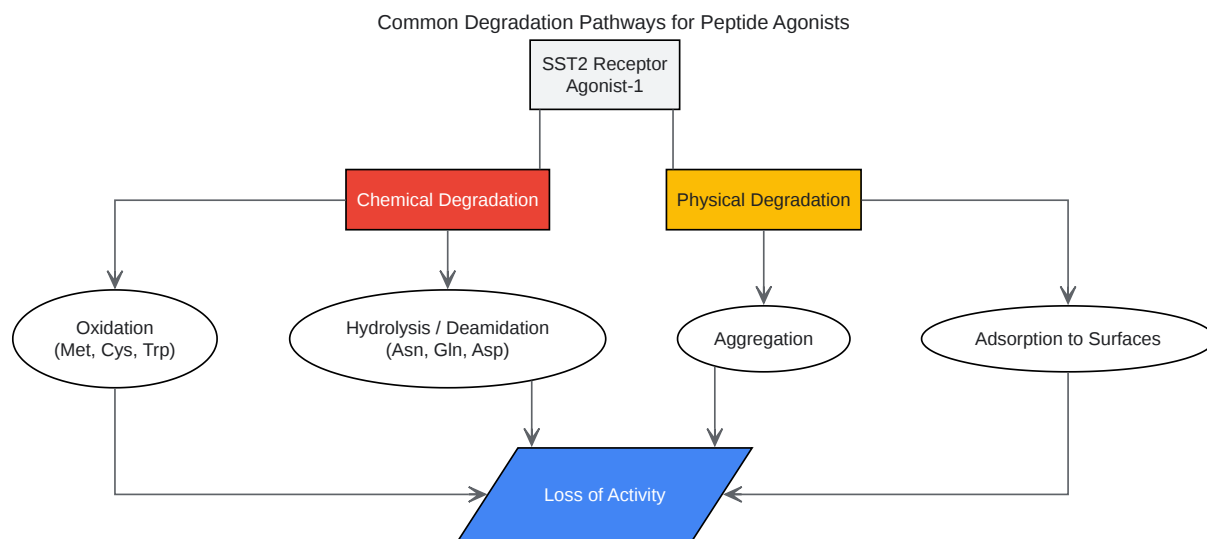 Common Degradation Pathways for Peptide Agonists
SST2 Receptor
Agonist-1
Chemical Degradation
Physical Degradation
Oxidation
(Met, Cys, Trp)
Hydrolysis / Deamidation
(Asn, Gln, Asp)
Aggregation
Adsorption to Surfaces
Loss of Activity